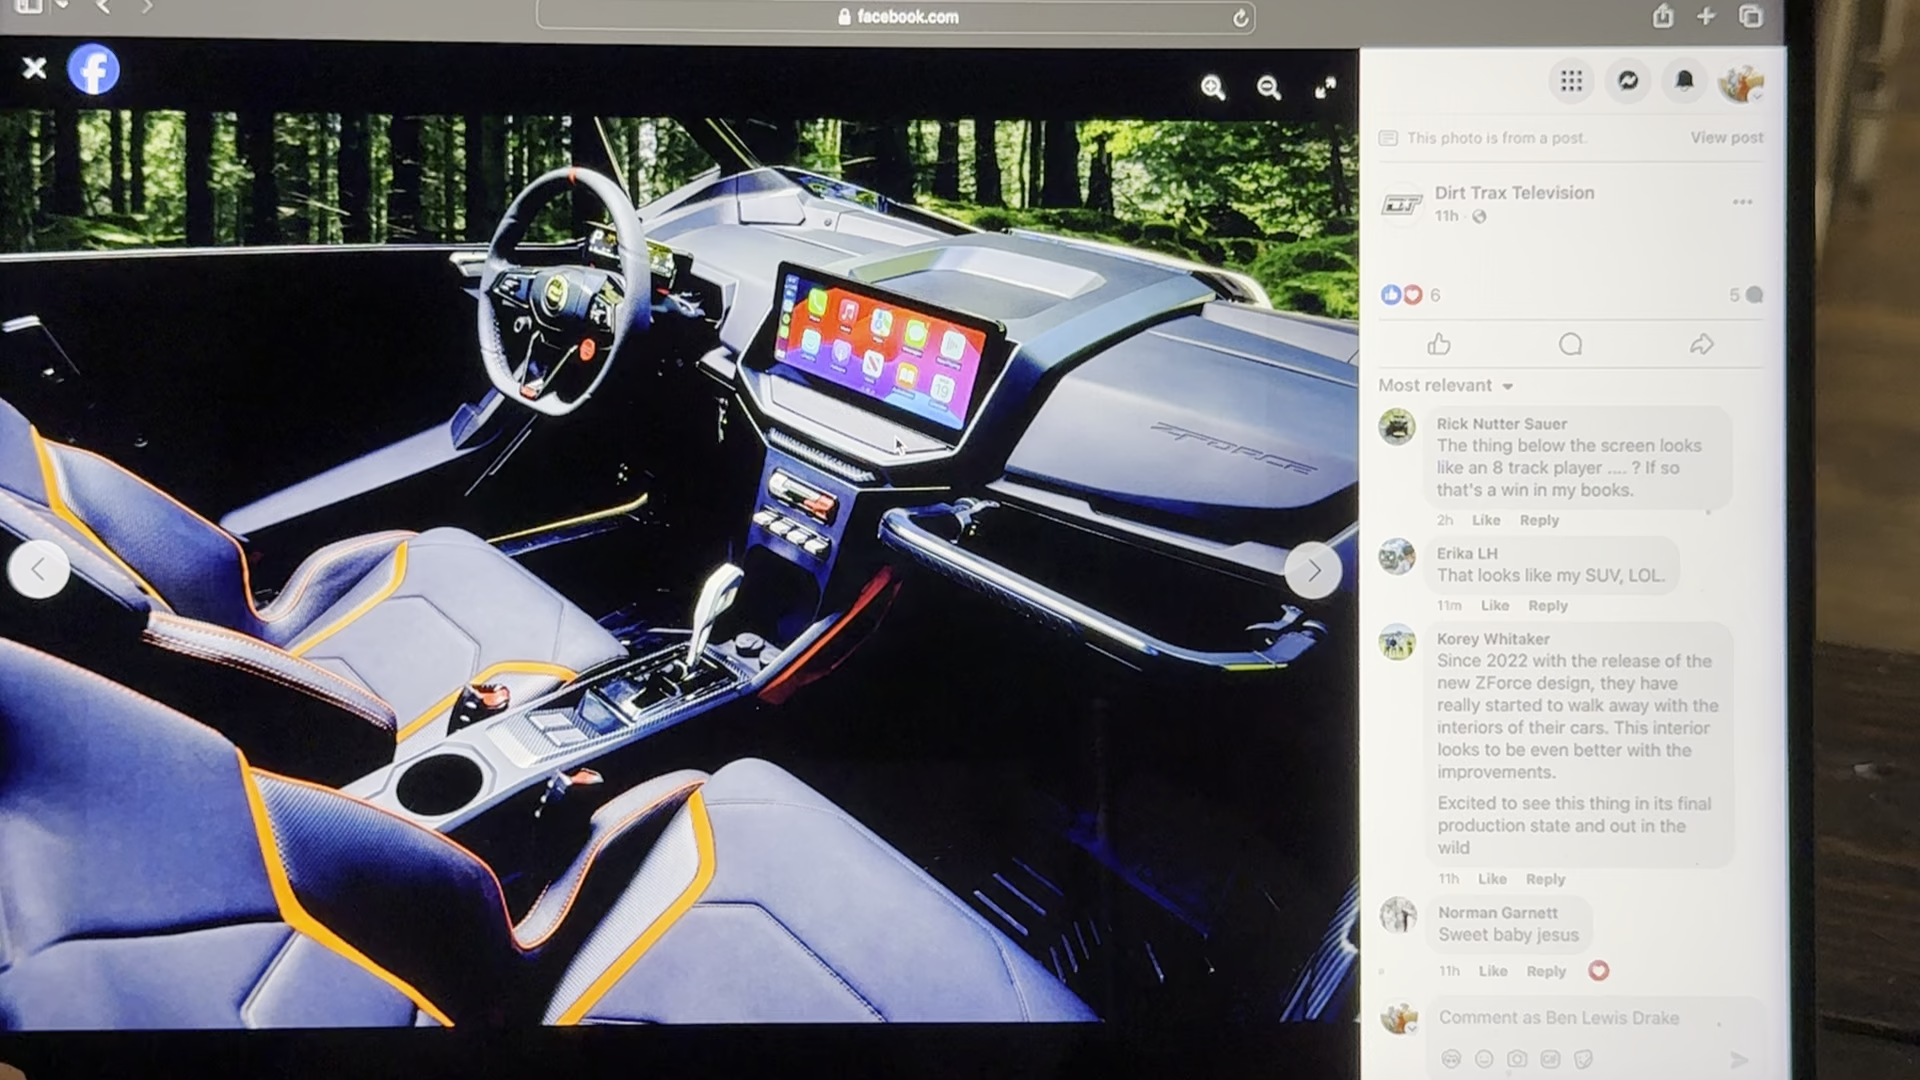 facebook.com
This photo is from a post.
View post
Dirt Trax Television
11h
6
5
Most relevant
Rick Nutter Sauer
The thing below the screen looks
like an 8 track player .... ? If so
that's a win in my books.
2h Like Reply
Erika LH
That looks like my SUV, LOL.
11m Like Reply
Korey Whitaker
Since 2022 with the release of the
new ZForce design, they have
really started to walk away with the
interiors of their cars. This interior
looks to be even better with the
improvements.
Excited to see this thing in its final
production state and out in the
wild
11h Like Reply
Norman Garnett
Sweet baby jesus
11h Like Reply
Comment as Ben Lewis Drake
GIF
ZFORCE
P
19